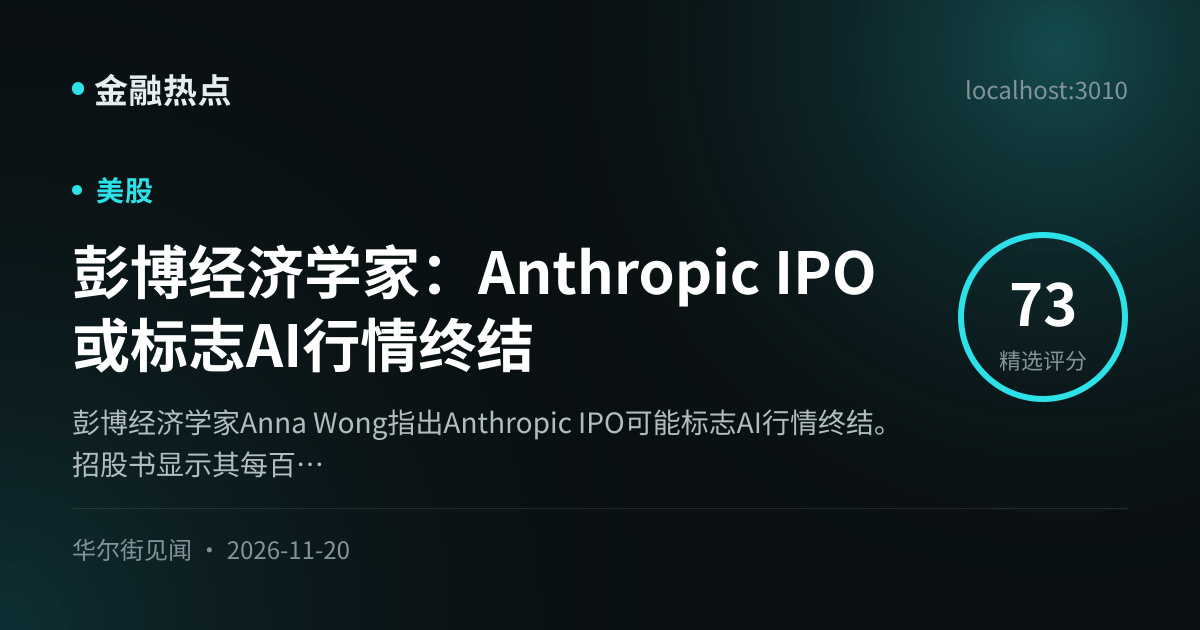 金融热点
localhost:3010
美股
彭博经济学家：Anthropic IPO
或标志AI行情终结
73
精选评分
彭博经济学家Anna Wong指出Anthropic IPO可能标志AI行情终结。
招股书显示其每百…
华尔街见闻 • 2026-11-20